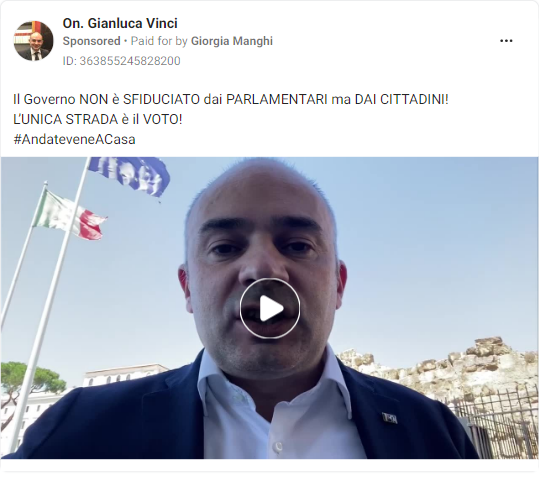 On. Gianluca Vinci
Sponsored • Paid for by Giorgia Manghi
ID: 363855245828200
Il Governo NON è SFIDUCIATO dai PARLAMENTARI ma DAI CITTADINI!
L'UNICA STRADA è il VOTO!
#AndateveneACasa